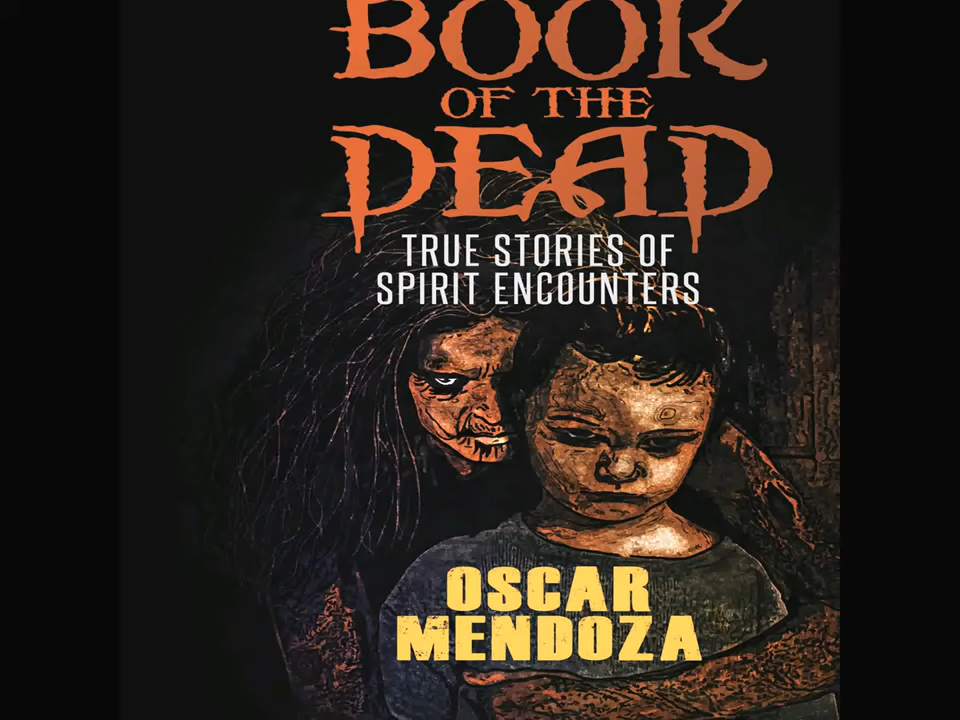 BOOK
OF THE
DEAD
TRUE STORIES OF
SPIRIT ENCOUNTERS
OSCAR
MENDOZA